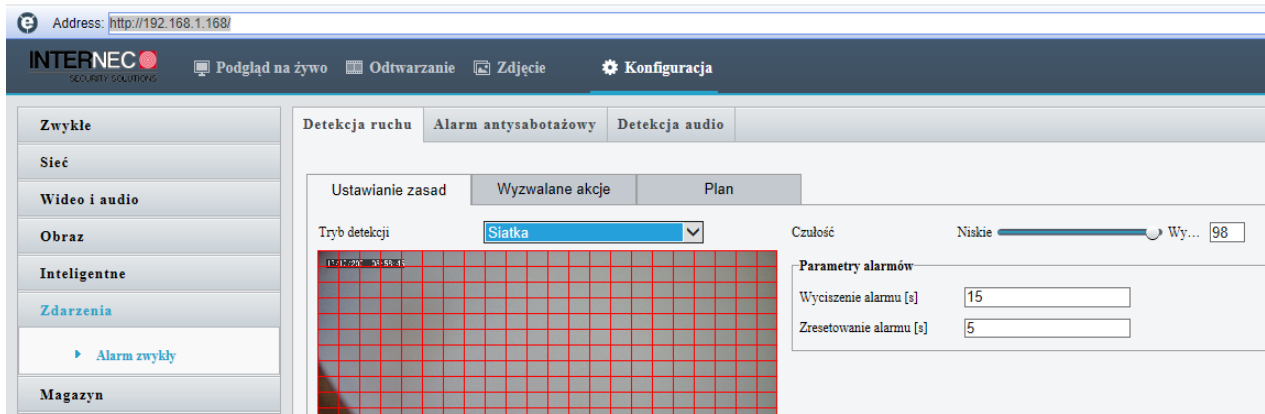 Address: http://192.168.1.168/
INTERNEC
SECURITY SOLUTIONS
Podgląd na żywo Odtwarzanie Zdjęcie Konfiguracja
Zwykłe
Sieć
Wideo i audio
Obraz
Inteligentne
Zdarzenia
Alarm zwykły
Magazyn
Detekcja ruchu Alarm antysabotażowy Detekcja audio
Ustawianie zasad Wyzwalane akcje Plan
Tryb detekcji Siatka
Czułość Niskie Wy... 98
Parametry alarmów
Wyciszenie alarmu [s] 15
Zresetowanie alarmu [s] 5